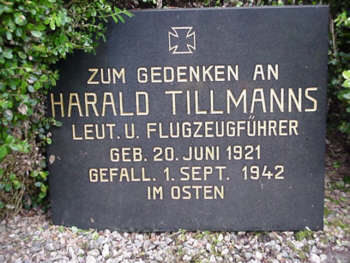 ZUM GEDENKEN AN
HARALD TILLMANNS
LEUT. U. FLUGZEUGFÜHRER
GEB. 20. JUNI 1921
GEFALL. 1. SEPT. 1942
IM OSTEN